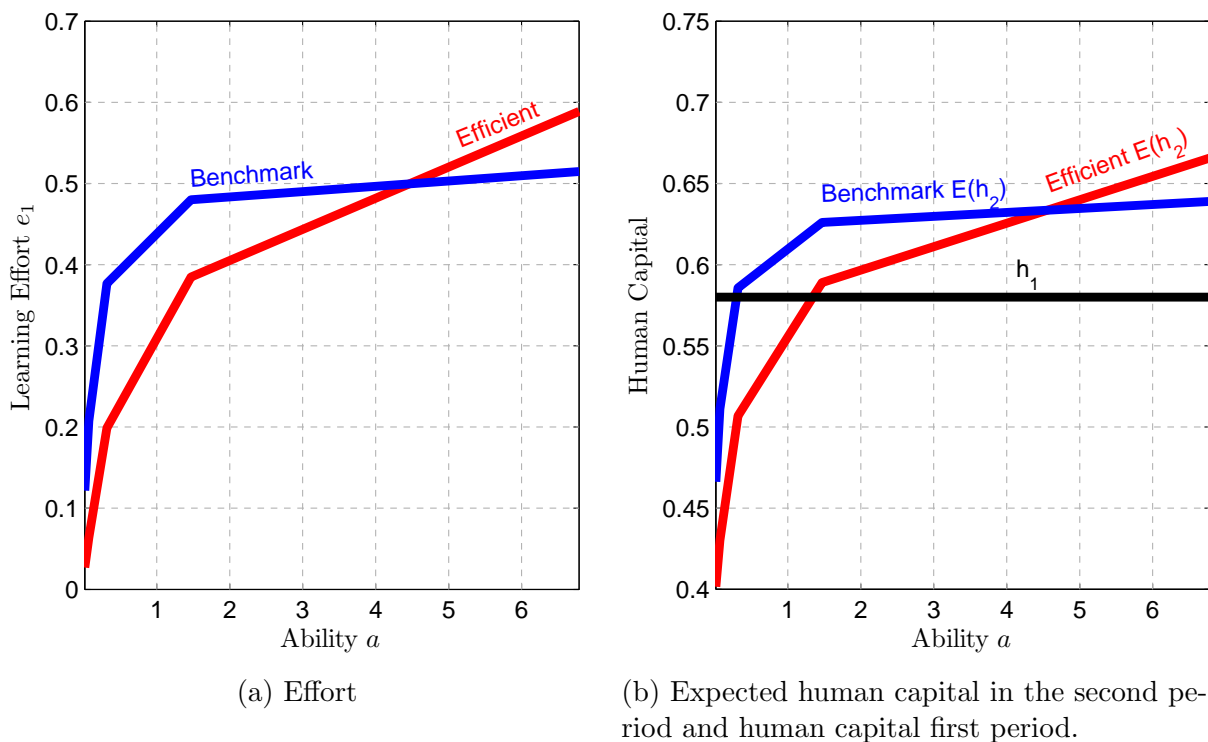 0.7
0.6
0.5
0.4
0.3
0.2
0.1
0
Learning Effort e₁
Benchmark
Efficient
1 2 3 4 5 6
Ability a
(a) Effort
0.75
0.7
0.65
0.6
0.55
0.5
0.45
0.4
Human Capital
Benchmark E(h₂)
Efficient E(h₂)
h₁
1 2 3 4 5 6
Ability a
(b) Expected human capital in the second pe-
riod and human capital first period.